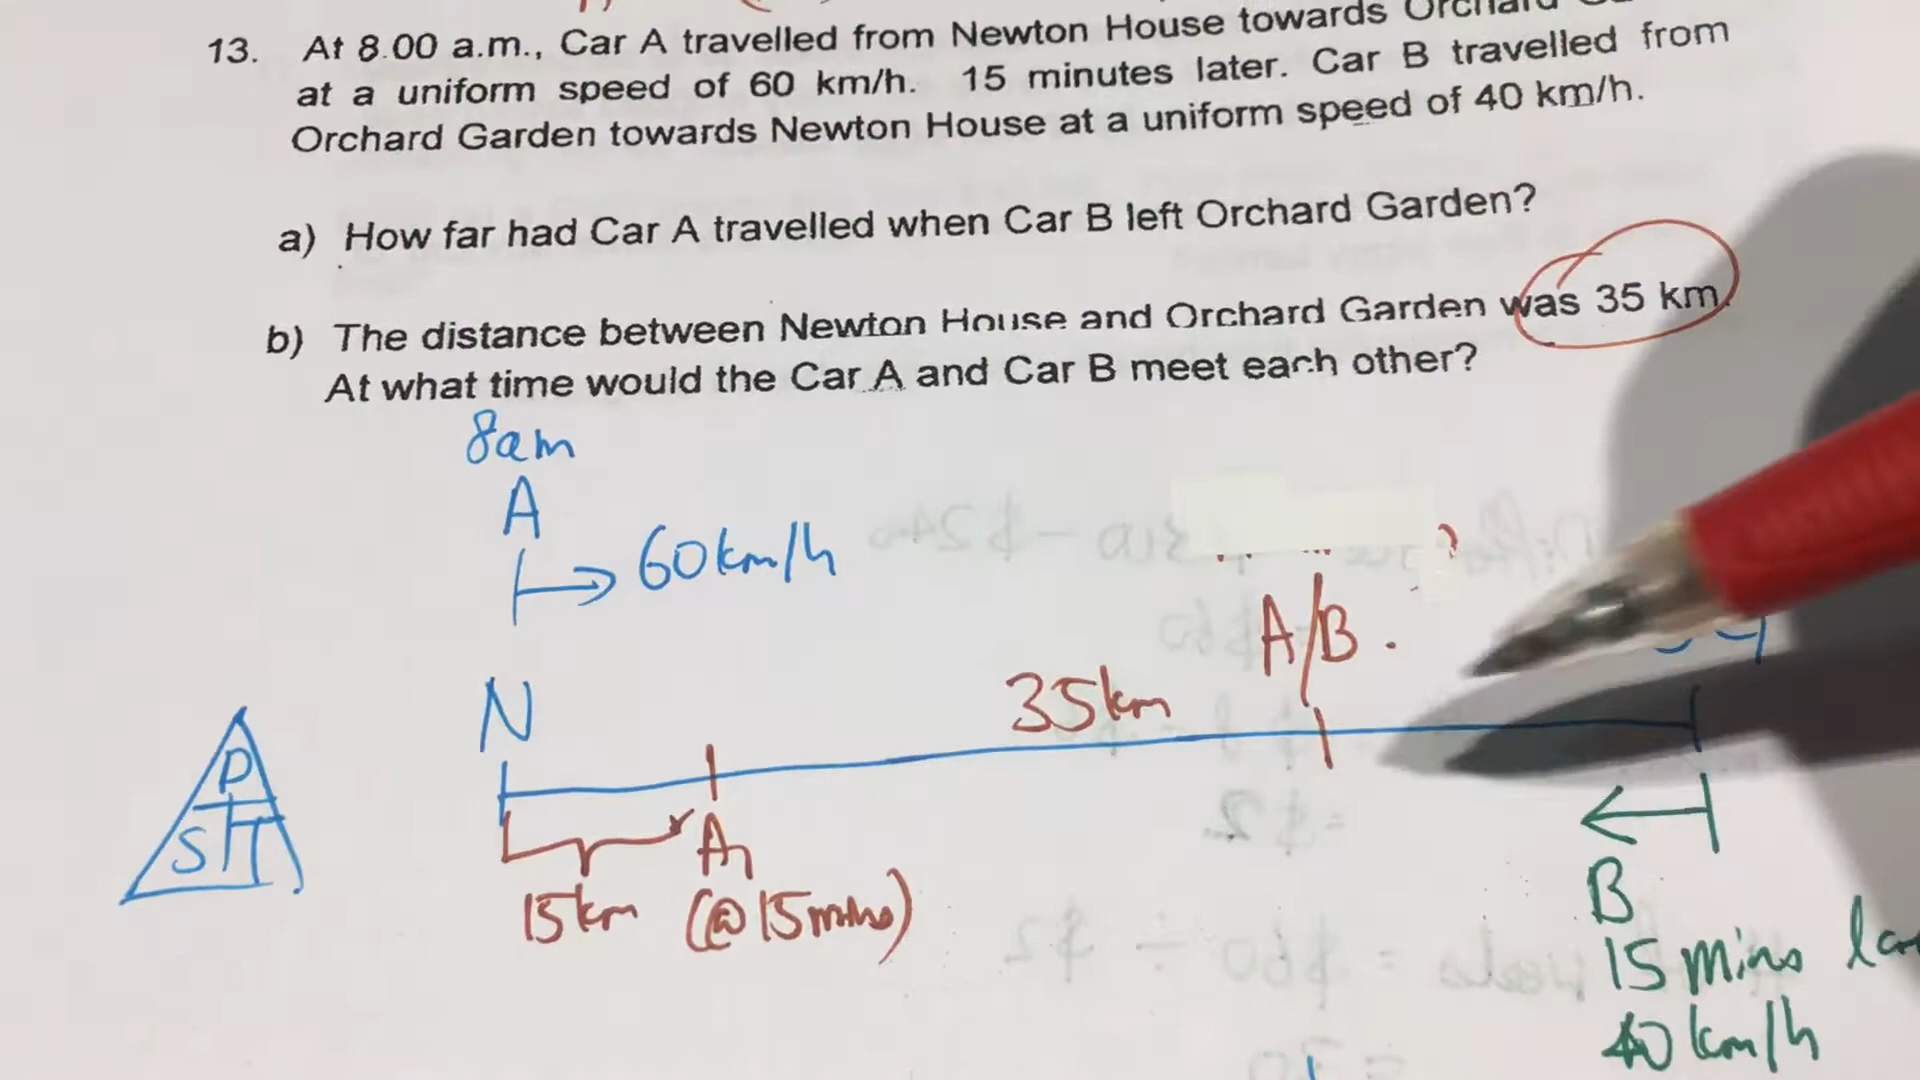 13. At 8.00 a.m., Car A travelled from Newton House towards Orchard
at a uniform speed of 60 km/h. 15 minutes later. Car B travelled from
Orchard Garden towards Newton House at a uniform speed of 40 km/h.
a) How far had Car A travelled when Car B left Orchard Garden?
b) The distance between Newton House and Orchard Garden was 35 km.
At what time would the Car A and Car B meet each other?
8am
A
60km/h
?
A/B.
35km
N
D
S T
A
15km (@15mins)
B
15 mins
40km/h